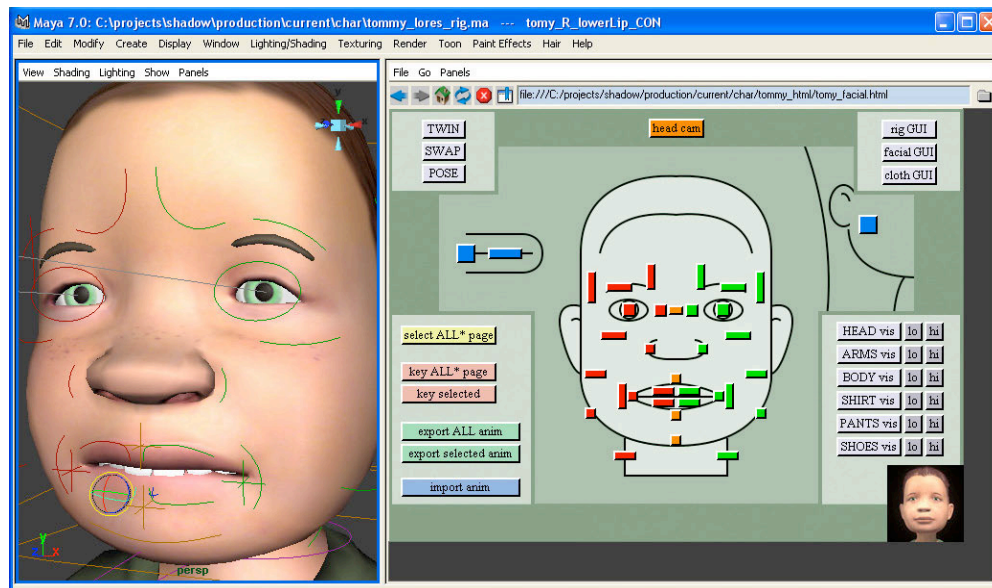 Maya 7.0: C:\projects\shadow\production\current\char\tommy_lores_rig.ma --- tomy_R_lowerLip_CON
File Edit Modify Create Display Window Lighting/Shading Texturing Render Toon Paint Effects Hair Help
View Shading Lighting Show Panels
File Go Panels
file:///C:/projects/shadow/production/current/char/tommy_html/tomy_facial.html
TWIN
SWAP
POSE
head cam
rig GUI
facial GUI
cloth GUI
select ALL* page
key ALL* page
key selected
export ALL anim
export selected anim
import anim
HEAD vis lo hi
ARMS vis lo hi
BODY vis lo hi
SHIRT vis lo hi
PANTS vis lo hi
SHOES vis lo hi
y
x
y
z x
persp